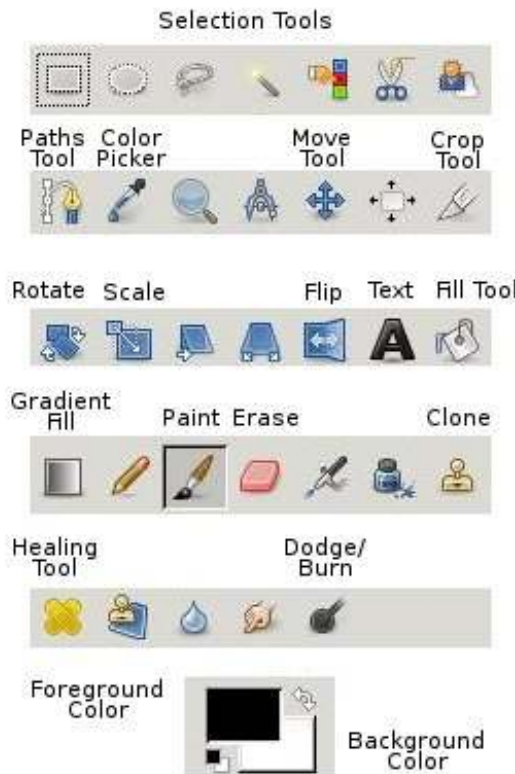 Selection Tools
Paths Tool
Color Picker
Move Tool
Crop Tool
Rotate
Scale
Flip
Text
Fill Tool
Gradient Fill
Paint
Erase
Clone
Healing Tool
Dodge/ Burn
Foreground Color
Background Color